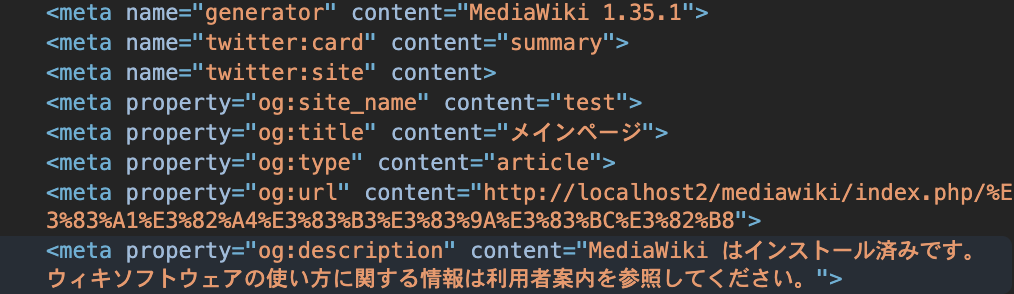 <meta name="generator" content="MediaWiki 1.35.1">
<meta name="twitter:card" content="summary">
<meta name="twitter:site" content>
<meta property="og:site_name" content="test">
<meta property="og:title" content="メインページ">
<meta property="og:type" content="article">
<meta property="og:url" content="http://localhost2/mediawiki/index.php/%E
3%83%A1%E3%82%A4%E3%83%B3%E3%83%9A%E3%83%BC%E3%82%B8">
<meta property="og:description" content="MediaWiki はインストール済みです。
ウィキソフトウェアの使い方に関する情報は利用者案内を参照してください。">